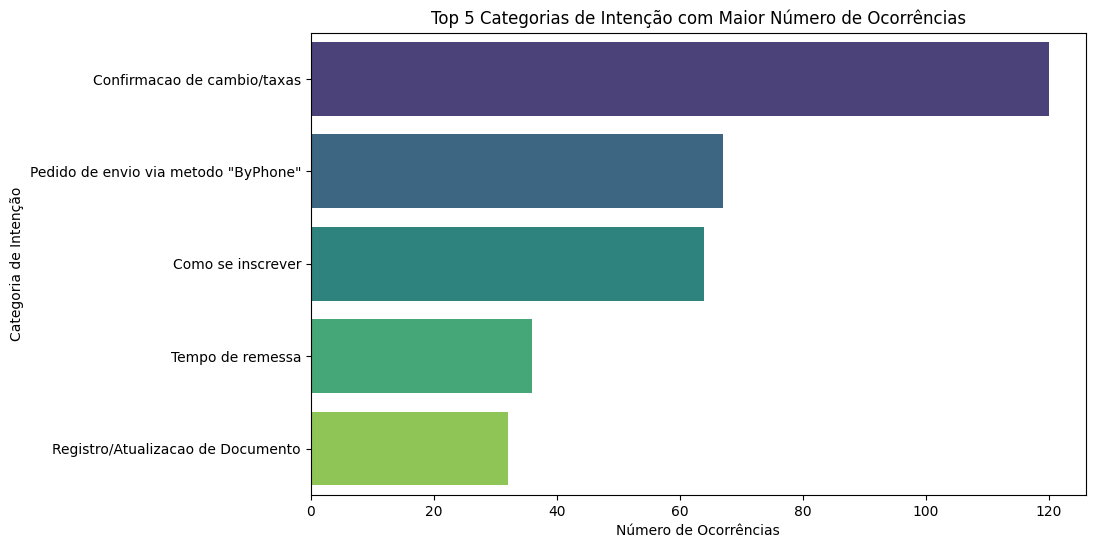 Top 5 Categorias de Intenção com Maior Número de Ocorrências
Categoria de Intenção
Confirmacao de cambio/taxas
Pedido de envio via metodo "ByPhone"
Como se inscrever
Tempo de remessa
Registro/Atualizacao de Documento
0 20 40 60 80 100 120
Número de Ocorrências